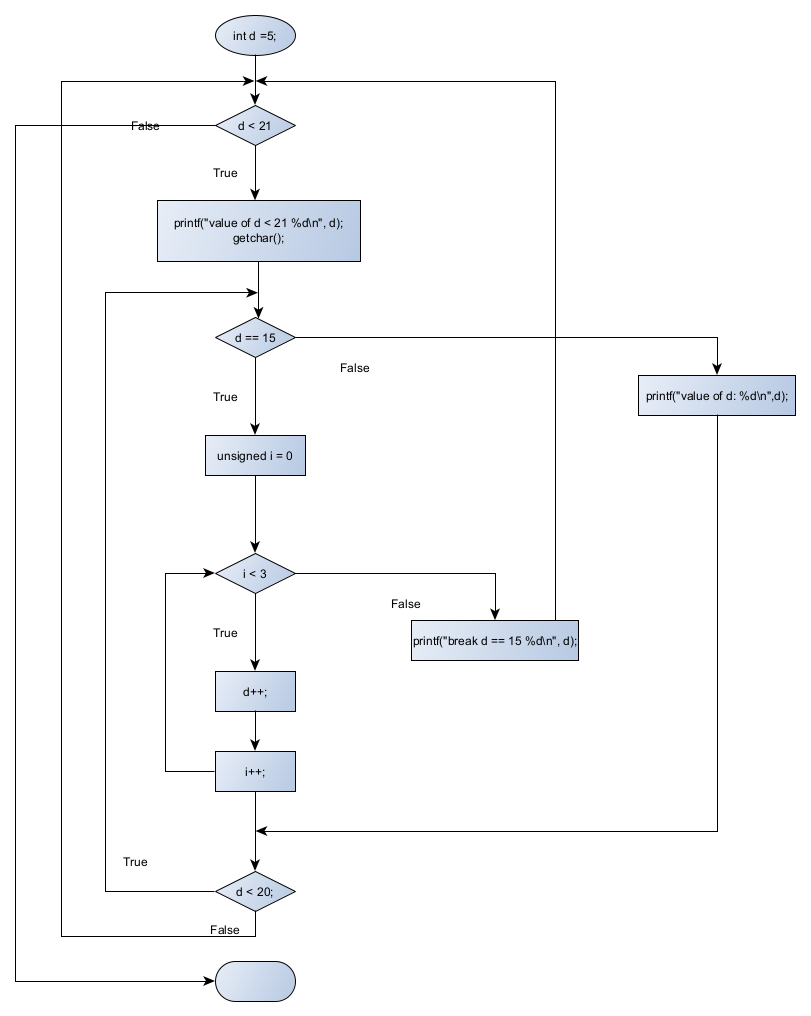 int d =5;
False
d < 21
True
printf("value of d < 21 %d\n", d);
getchar();
d == 15
False
True
printf("value of d: %d\n",d);
unsigned i = 0
i < 3
False
True
printf("break d == 15 %d\n", d);
d++;
i++;
True
d < 20;
False